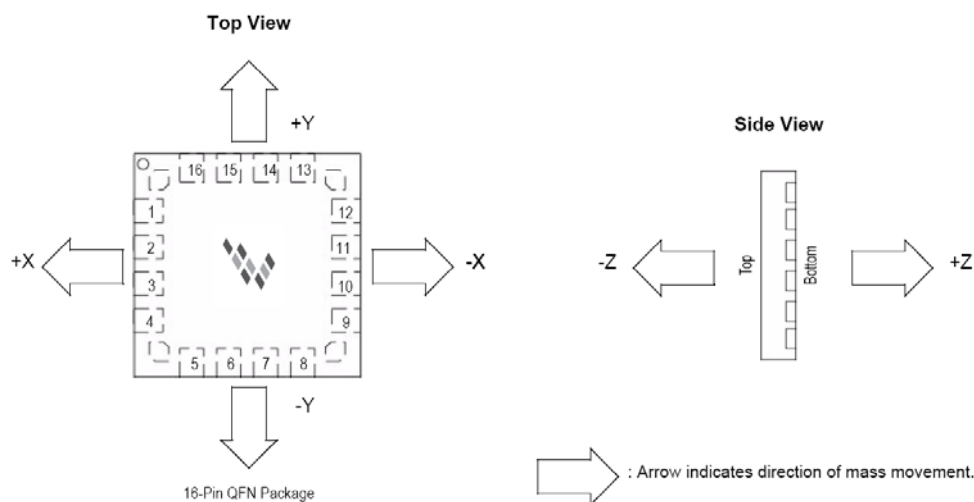 Top View
+Y
Side View
16 15 14 13
1
12
2
11
+X
-X
-Z
Top
Bottom
+Z
3
10
4
9
5 6 7 8
-Y
: Arrow indicates direction of mass movement.
16-Pin QFN Package